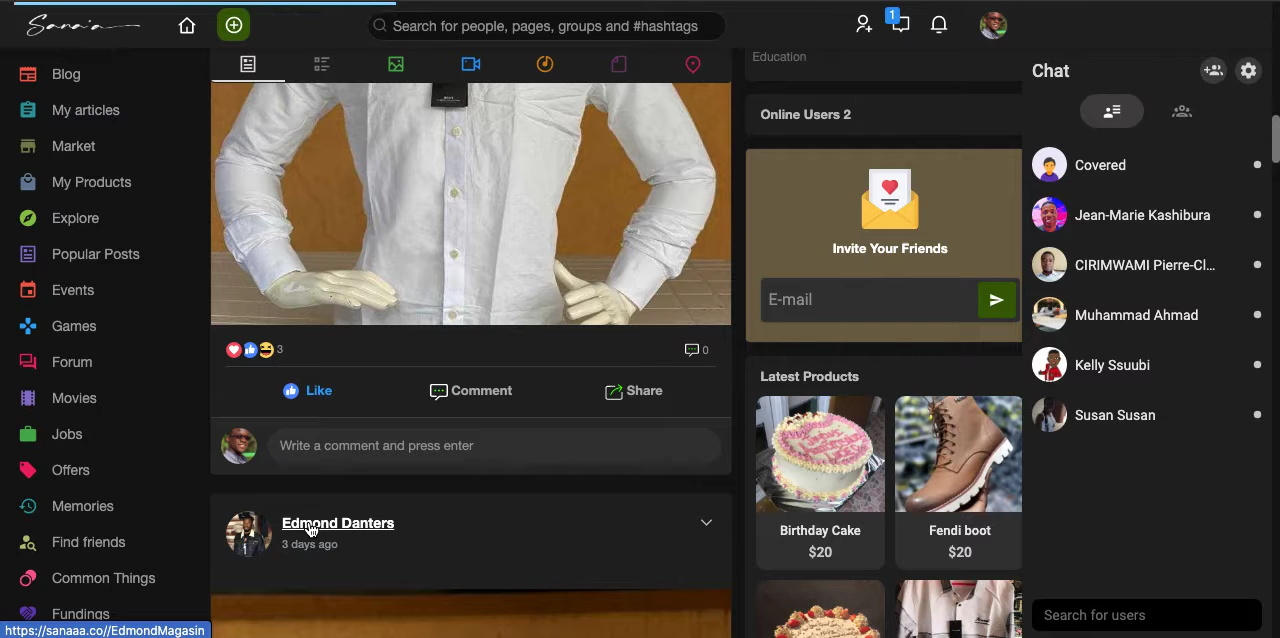 Sanaa
Search for people, pages, groups and #hashtags
1
Blog
My articles
Market
My Products
Explore
Popular Posts
Events
Games
Forum
Movies
Jobs
Offers
Memories
Find friends
Common Things
Fundings
https://sanaaa.co//EdmondMagasin
3
0
Like
Comment
Share
Write a comment and press enter
Edmond Danters
3 days ago
Education
Online Users 2
Invite Your Friends
E-mail
Latest Products
Birthday Cake
$20
Fendi boot
$20
Chat
Covered
Jean-Marie Kashibura
CIRIMWAMI Pierre-Cl...
Muhammad Ahmad
Kelly Ssuubi
Susan Susan
Search for users